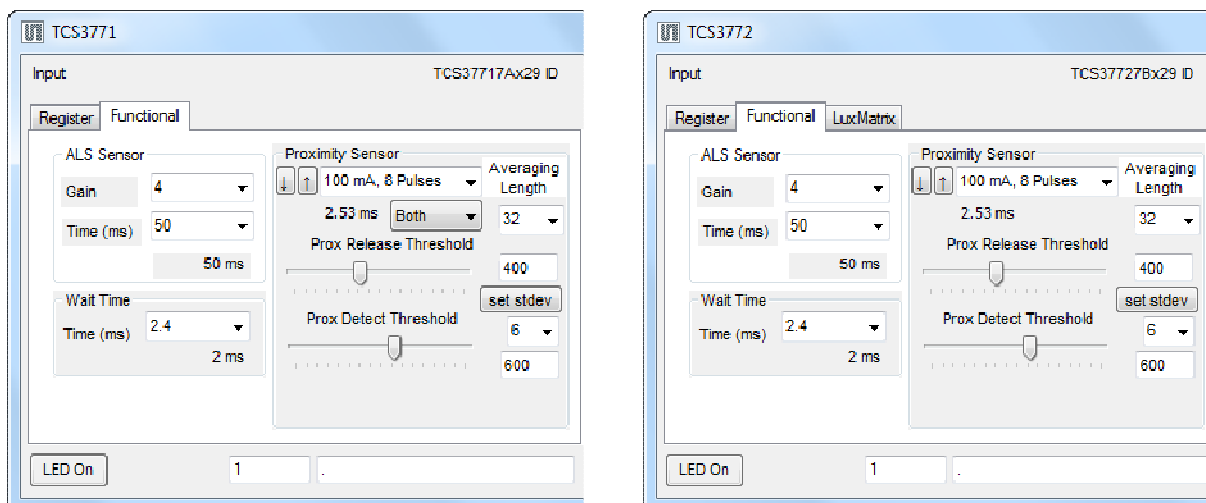 TCS3771
Input TCS37717Ax29 ID
Register Functional
ALS Sensor
Gain 4
Time (ms) 50
50 ms
Wait Time
Time (ms) 2.4
2 ms
Proximity Sensor
↓ ↑ 100 mA, 8 Pulses
Averaging
Length
2.53 ms Both 32
Prox Release Threshold
400
set stdev
Prox Detect Threshold
6
600
LED On 1 .
TCS3772
Input TCS37727Bx29 ID
Register Functional LuxMatrix
ALS Sensor
Gain 4
Time (ms) 50
50 ms
Wait Time
Time (ms) 2.4
2 ms
Proximity Sensor
↓ ↑ 100 mA, 8 Pulses
Averaging
Length
2.53 ms 32
Prox Release Threshold
400
set stdev
Prox Detect Threshold
6
600
LED On 1 .